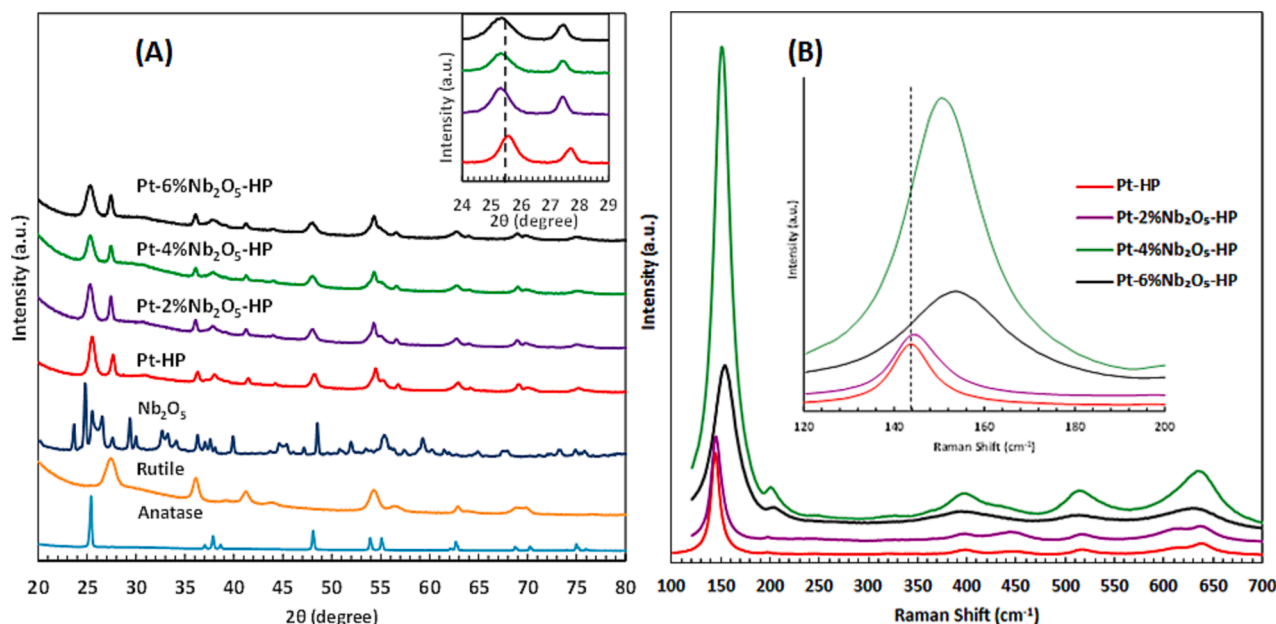 (A)
Intensity (a.u.)
Pt-6%Nb₂O₅-HP
Pt-4%Nb₂O₅-HP
Pt-2%Nb₂O₅-HP
Pt-HP
Nb₂O₅
Rutile
Anatase
20 25 30 35 40 45 50 55 60 65 70 75 80
2θ (degree)
Intensity (a.u.)
24 25 26 27 28 29
2θ (degree)
(B)
Intensity (a.u.)
100 150 200 250 300 350 400 450 500 550 600 650 700
Raman Shift (cm⁻¹)
Intensity (a.u.)
120 140 160 180 200
Raman Shift (cm⁻¹)
Pt-HP
Pt-2%Nb₂O₅-HP
Pt-4%Nb₂O₅-HP
Pt-6%Nb₂O₅-HP